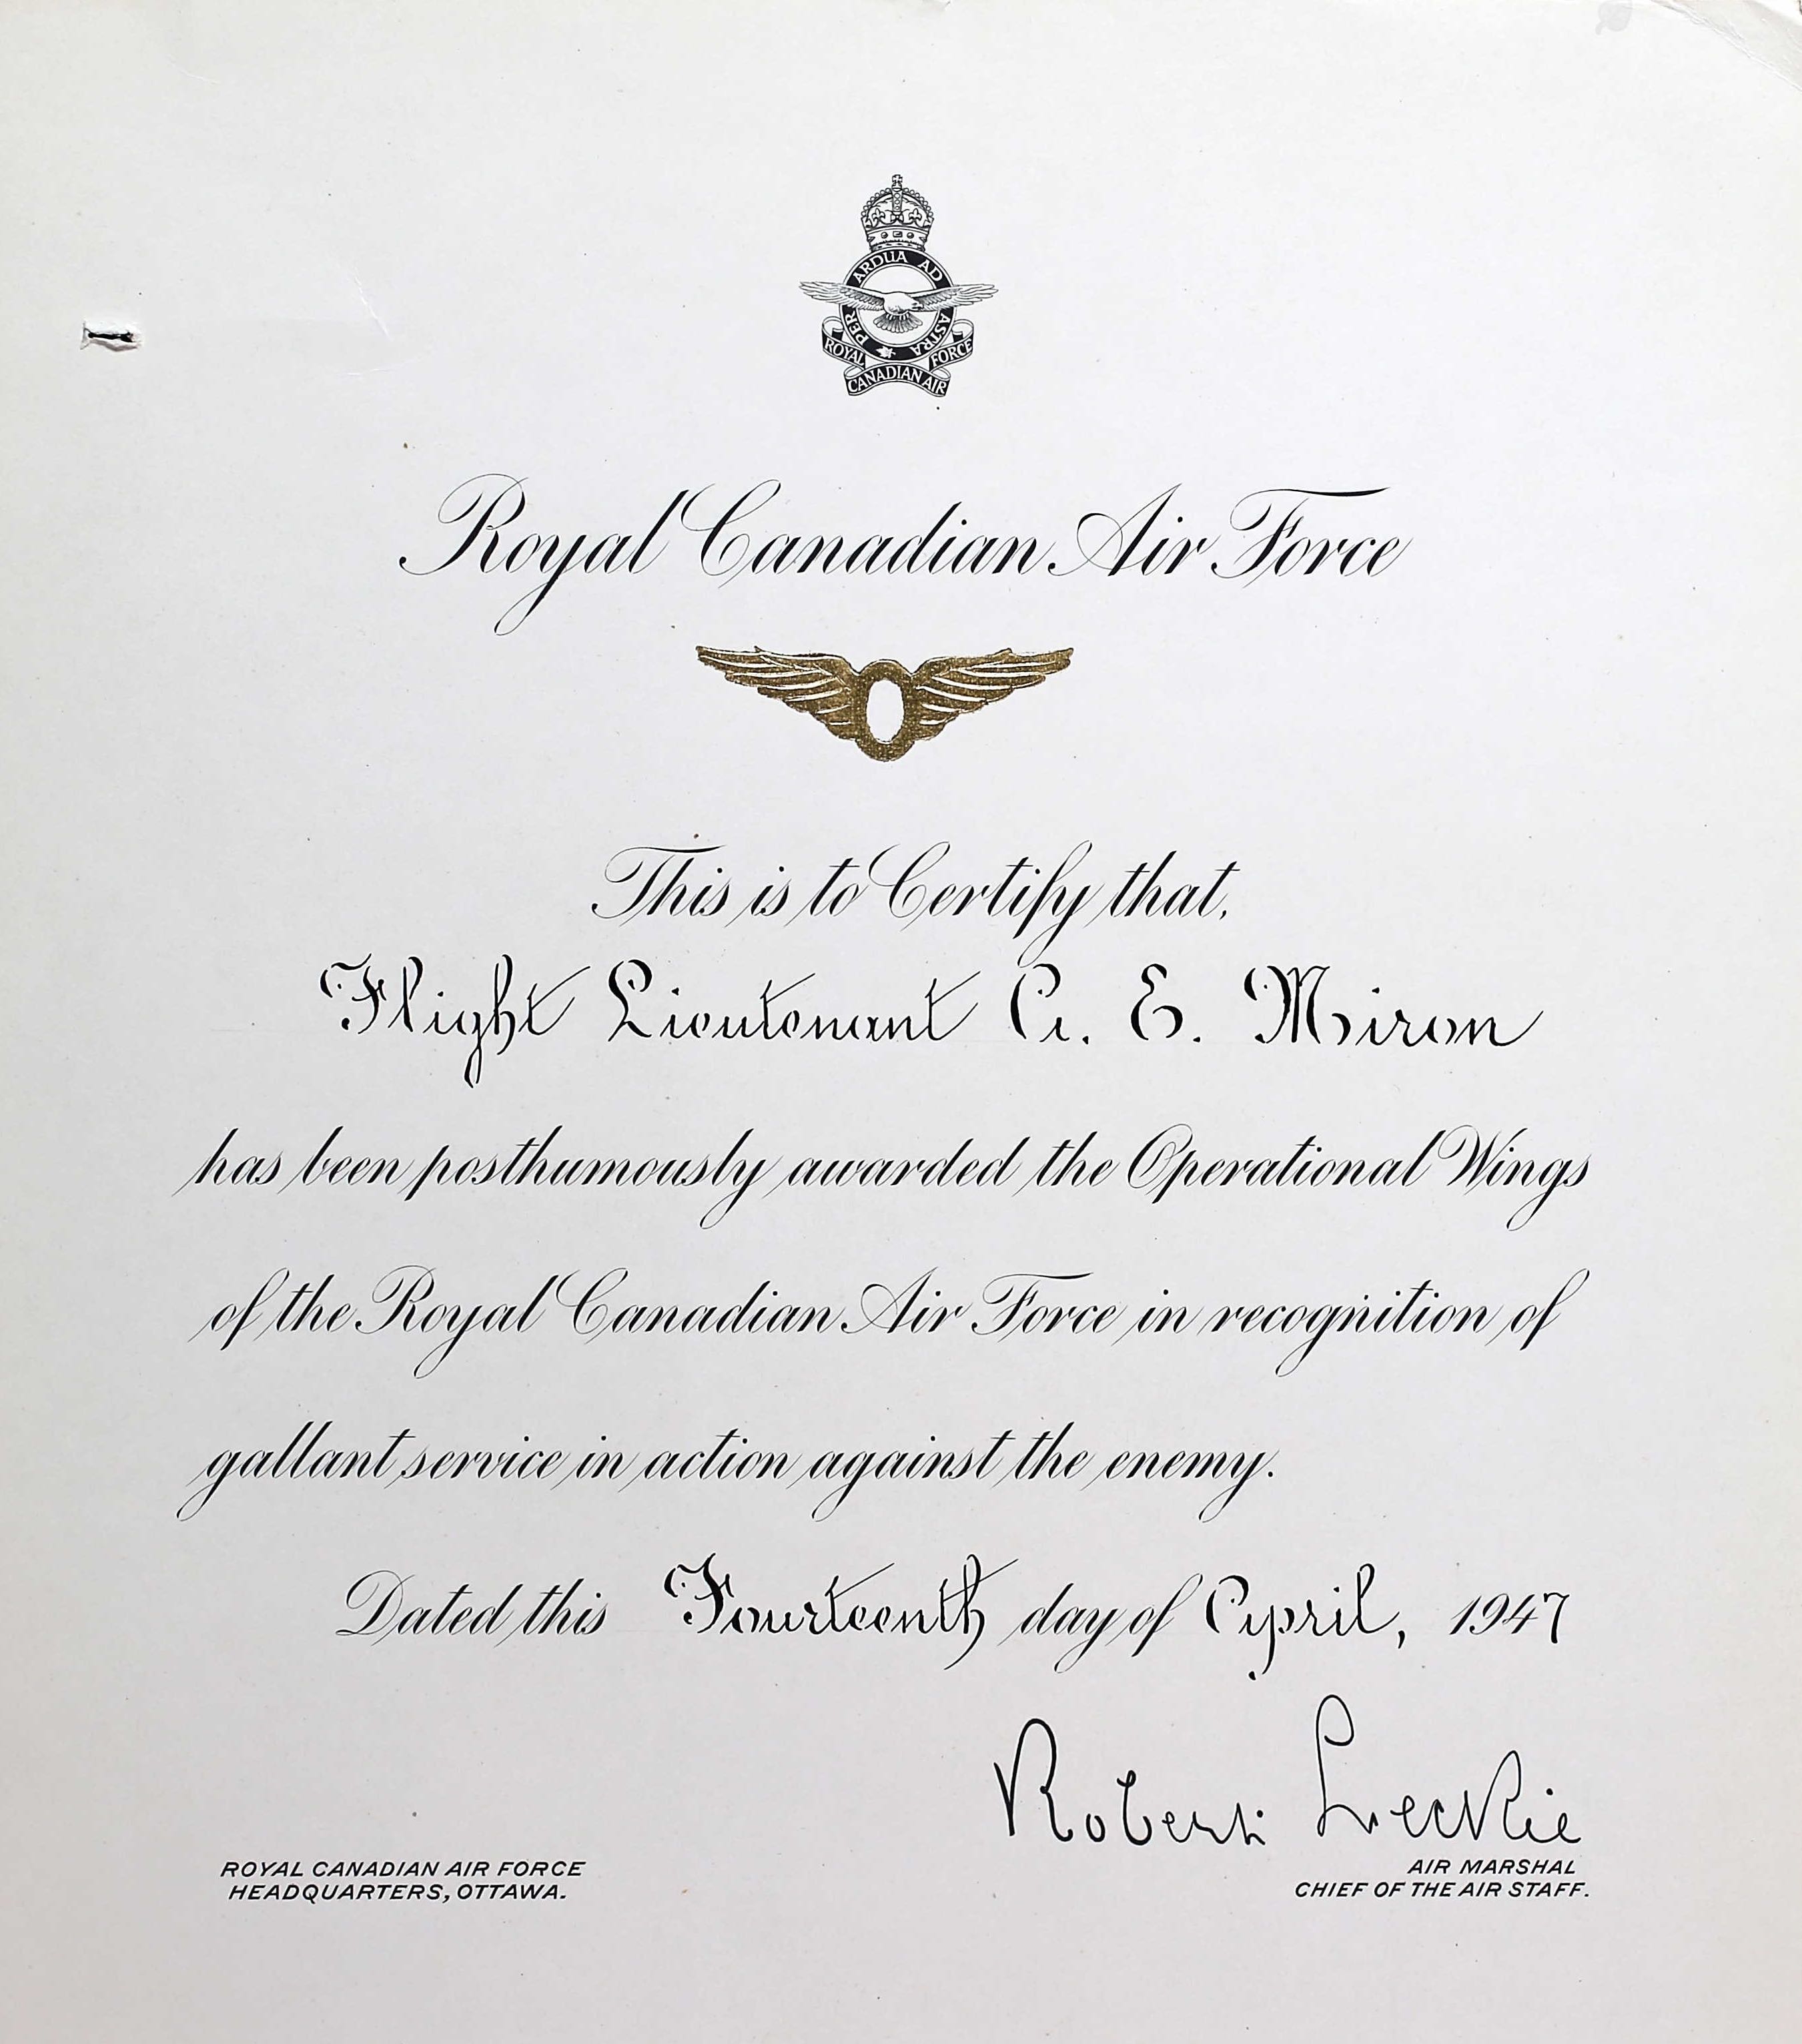 PER ARDUA AD ASTRA
ROYAL CANADIAN AIR FORCE
Royal Canadian Air Force
This is to Certify that,
Flight Lieutenant A. E. Miron
has been posthumously awarded the Operational Wings
of the Royal Canadian Air Force in recognition of
gallant service in action against the enemy.
Dated this Fourteenth day of April, 1947
Robert Leckie
ROYAL CANADIAN AIR FORCE
HEADQUARTERS, OTTAWA.
AIR MARSHAL
CHIEF OF THE AIR STAFF.